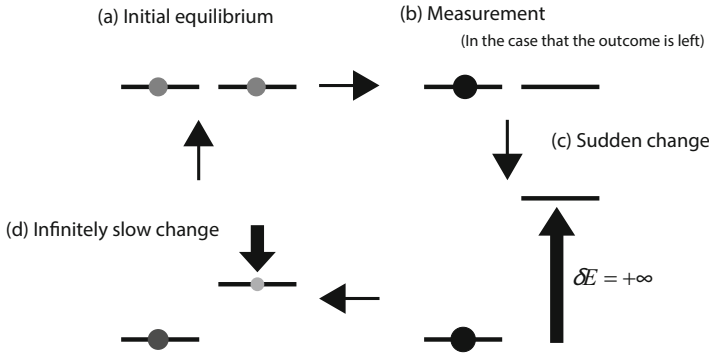 (a) Initial equilibrium
(b) Measurement
(In the case that the outcome is left)
(c) Sudden change
(d) Infinitely slow change
δE = +∞